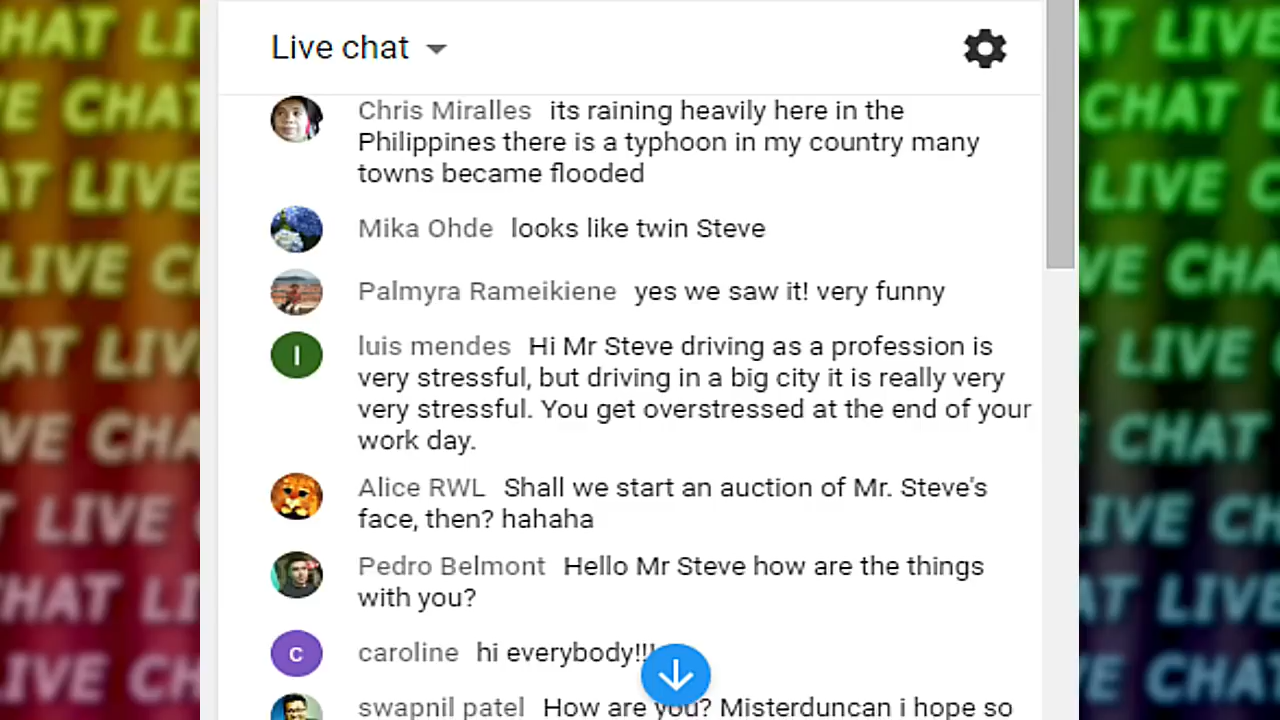 Live chat
Chris Miralles its raining heavily here in the
Philippines there is a typhoon in my country many
towns became flooded
Mika Ohde looks like twin Steve
Palmyra Rameikiene yes we saw it! very funny
l
luis mendes Hi Mr Steve driving as a profession is
very stressful, but driving in a big city it is really very
very stressful. You get overstressed at the end of your
work day.
Alice RWL Shall we start an auction of Mr. Steve's
face, then? hahaha
Pedro Belmont Hello Mr Steve how are the things
with you?
c
caroline hi everybody!!!
swapnil patel How are you? Misterduncan i hope so